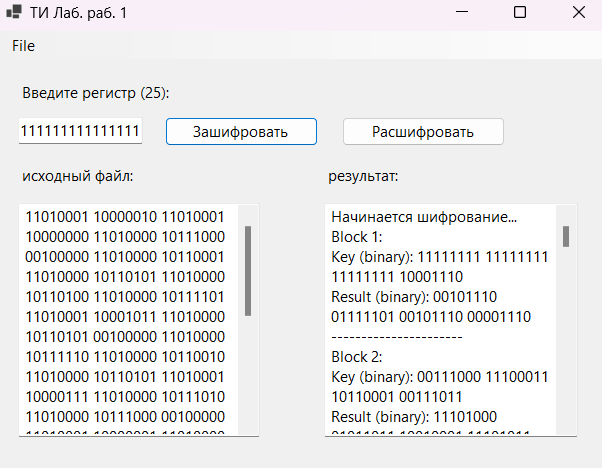 ТИ Лаб. раб. 1
File
Введите регистр (25):
111111111111111
Зашифровать
Расшифровать
исходный файл:
результат:
11010001 10000010 11010001
10000000 11010000 10111000
00100000 11010000 10110001
11010000 10110101 11010000
10110100 11010000 10111101
11010001 10001011 11010000
10110101 00100000 11010000
10111110 11010000 10110010
11010000 10110101 11010001
10000111 11010000 10111010
11010000 10111000 00100000
11010001 10000001 11010000
Начинается шифрование...
Block 1:
Key (binary): 11111111 11111111
11111111 10001110
Result (binary): 00101110
01111101 00101110 00001110
----------------------
Block 2:
Key (binary): 00111000 11100011
10110001 00111011
Result (binary): 11101000